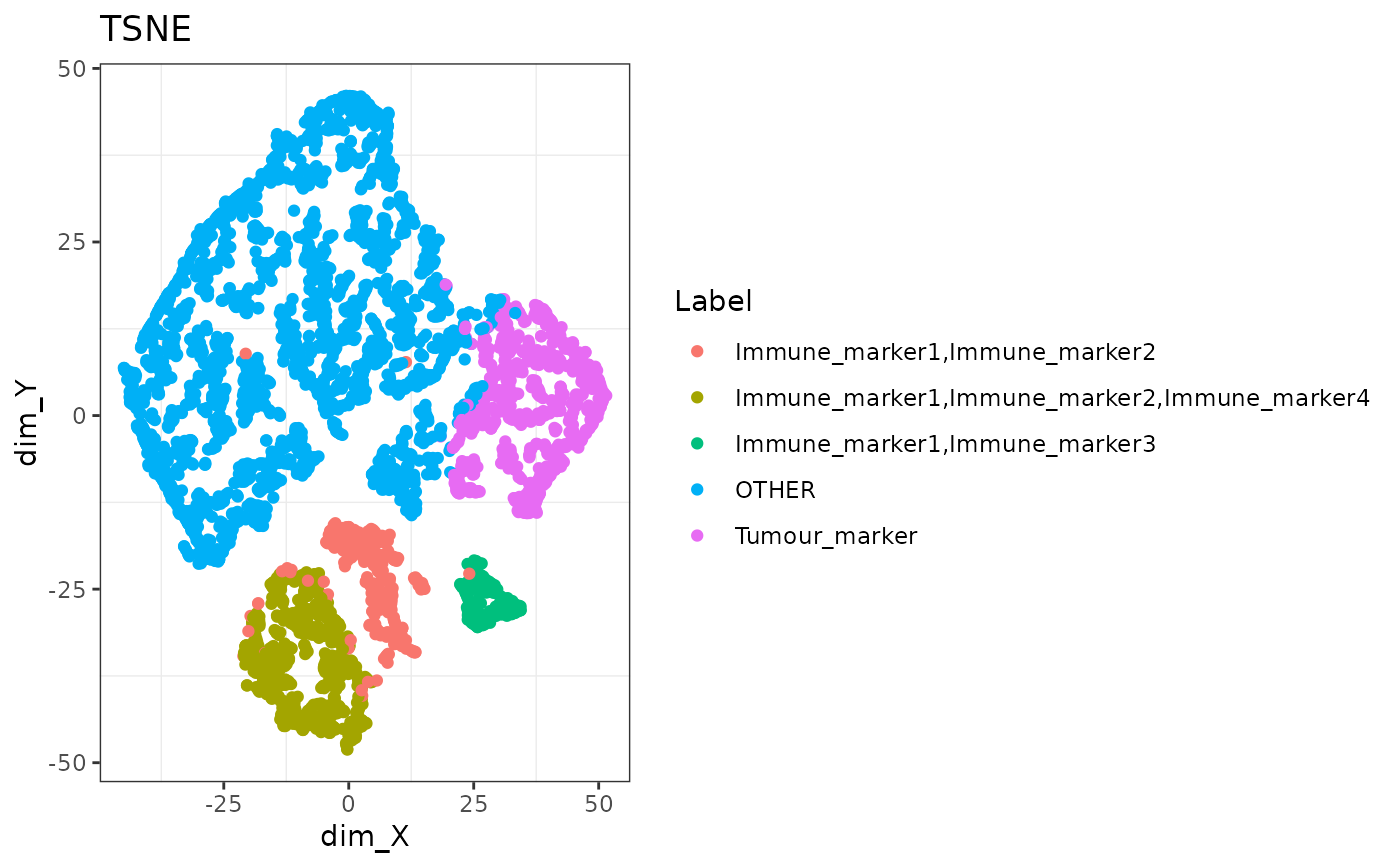 TSNE
50
25
0
-25
-50
dim_Y
-25
0
25
50
dim_X
Label
Immune_marker1,Immune_marker2
Immune_marker1,Immune_marker2,Immune_marker4
Immune_marker1,Immune_marker3
OTHER
Tumour_marker